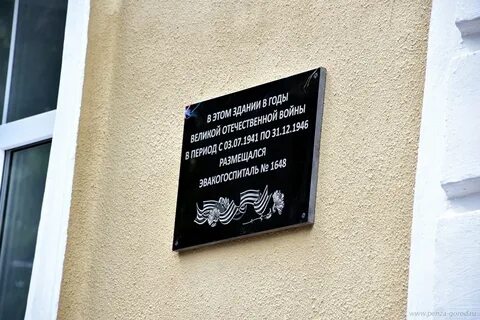 В ЭТОМ ЗДАНИИ В ГОДЫ
ВЕЛИКОЙ ОТЕЧЕСТВЕННОЙ ВОЙНЫ
В ПЕРИОД С 03.07.1941 ПО 31.12.1946
РАЗМЕЩАЛСЯ
ЭВАКОГОСПИТАЛЬ № 1648
www.penza-gorod.ru